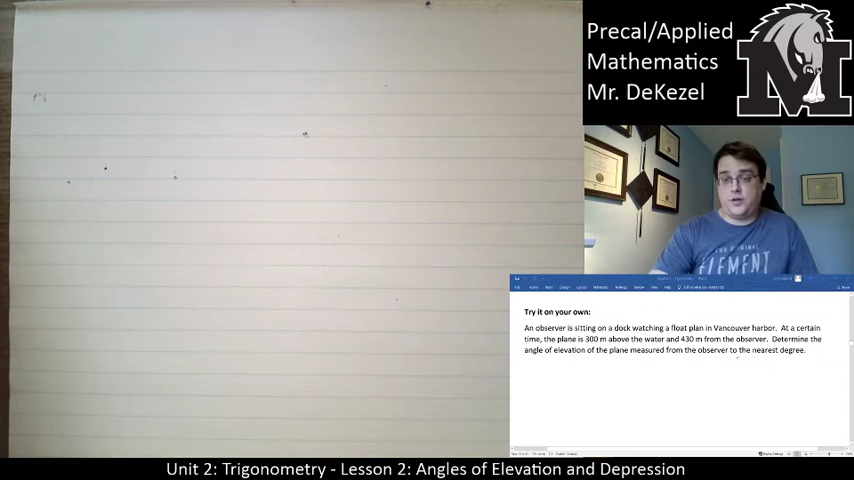 Precal/Applied
Mathematics
Mr. DeKezel
THE ORIGINAL
ELEMENT
Try it on your own:
An observer is sitting on a dock watching a float plan in Vancouver harbor. At a certain
time, the plane is 300 m above the water and 430 m from the observer. Determine the
angle of elevation of the plane measured from the observer to the nearest degree.
Unit 2: Trigonometry - Lesson 2: Angles of Elevation and Depression